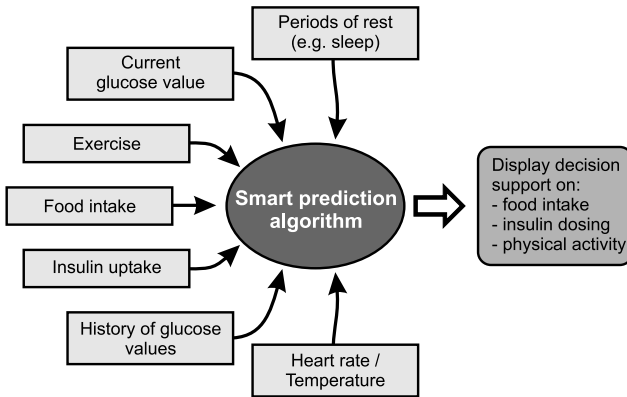 Periods of rest
(e.g. sleep)
Current
glucose value
Exercise
Food intake
Insulin uptake
History of glucose
values
Heart rate /
Temperature
Smart prediction
algorithm
Display decision
support on:
- food intake
- insulin dosing
- physical activity